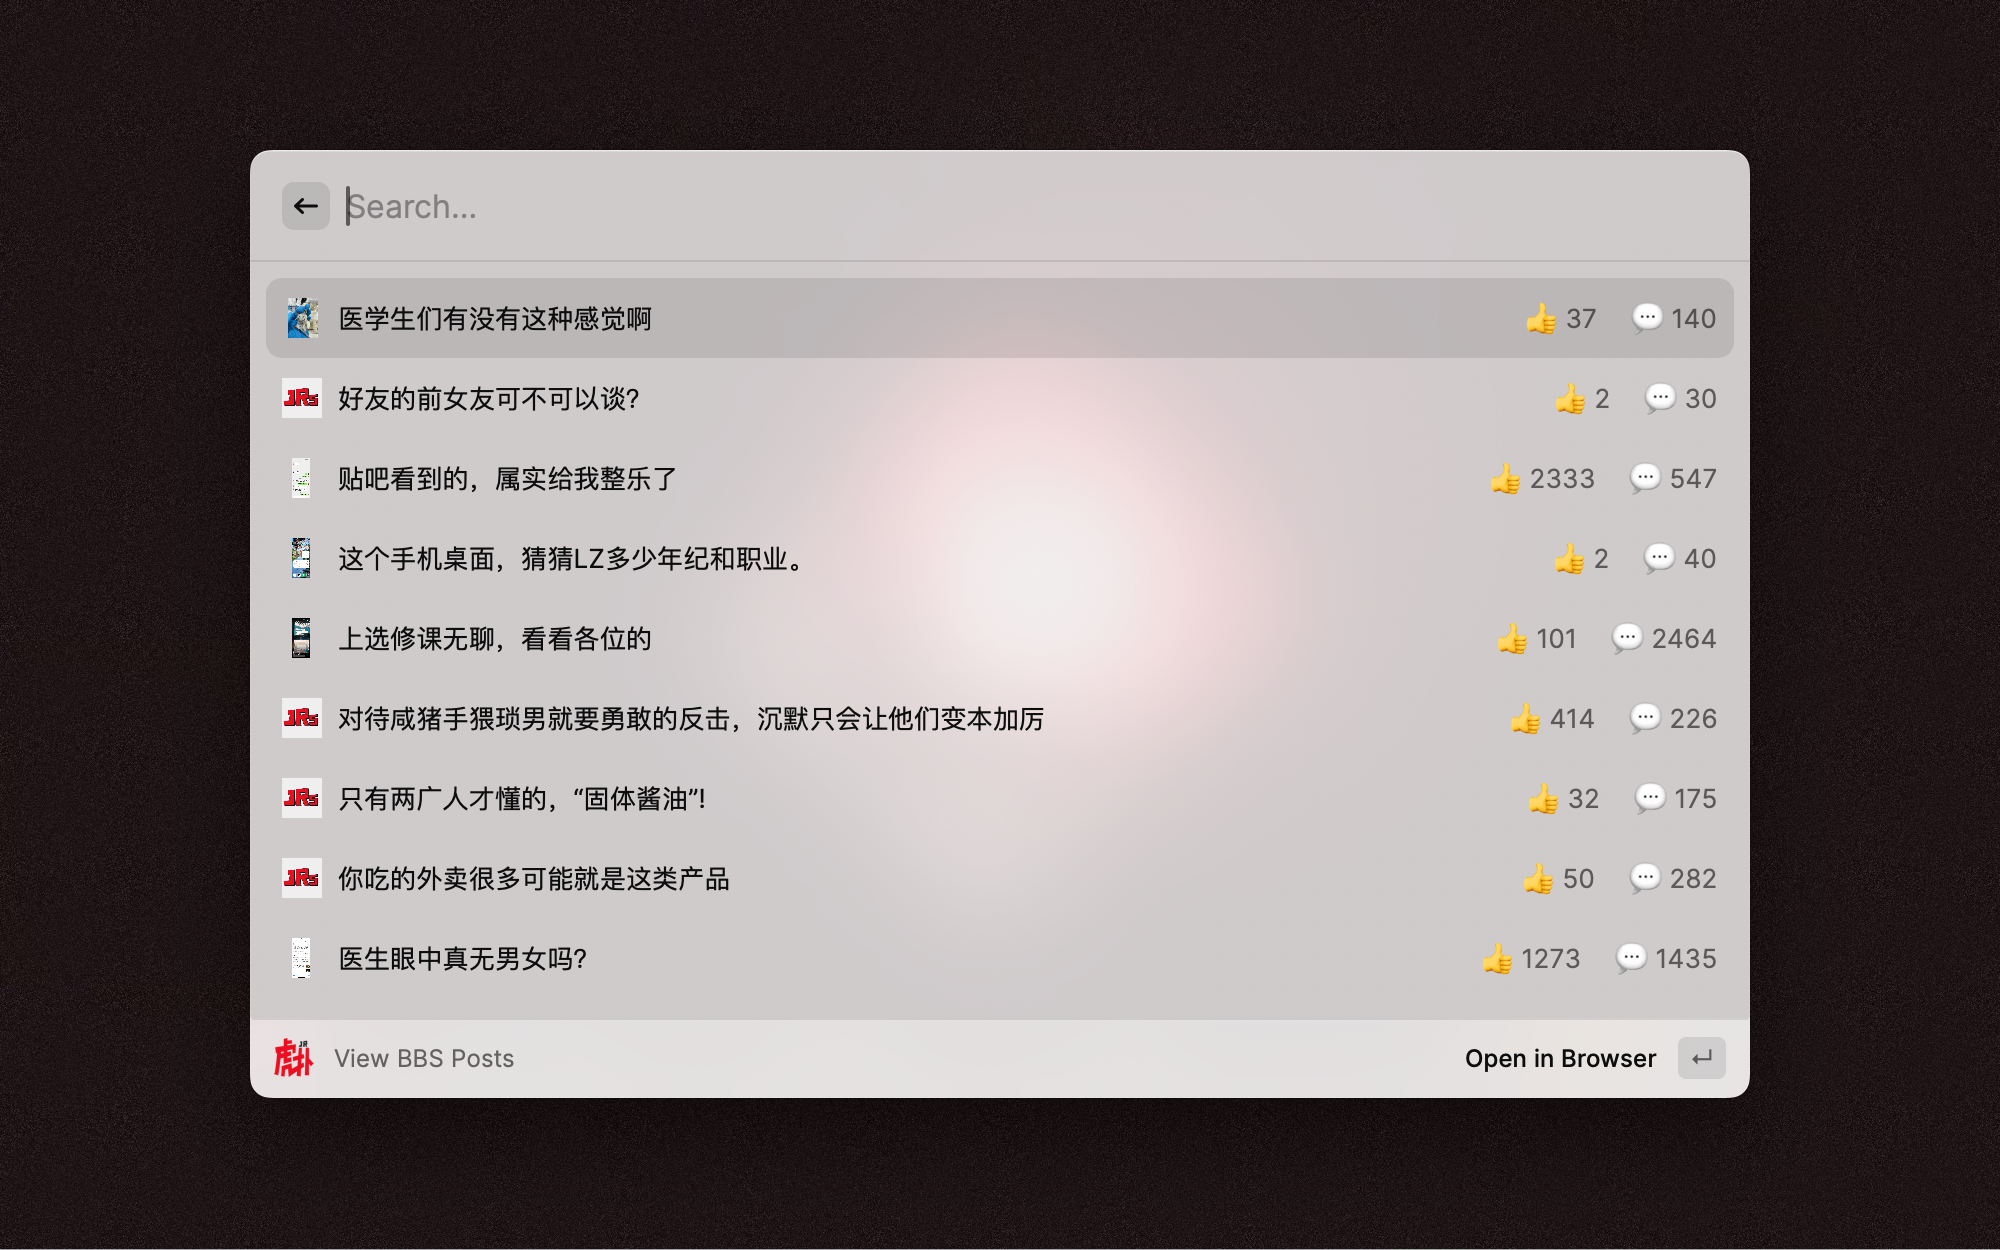 Search...
医学生们有没有这种感觉啊 👍 37 💬 140
JRs 好友的前女友可不可以谈? 👍 2 💬 30
贴吧看到的，属实给我整乐了 👍 2333 💬 547
这个手机桌面，猜猜LZ多少年纪和职业。 👍 2 💬 40
上选修课无聊，看看各位的 👍 101 💬 2464
JRs 对待咸猪手猥琐男就要勇敢的反击，沉默只会让他们变本加厉 👍 414 💬 226
JRs 只有两广人才懂的，“固体酱油”! 👍 32 💬 175
JRs 你吃的外卖很多可能就是这类产品 👍 50 💬 282
医生眼中真无男女吗? 👍 1273 💬 1435
虎扑 JR View BBS Posts Open in Browser